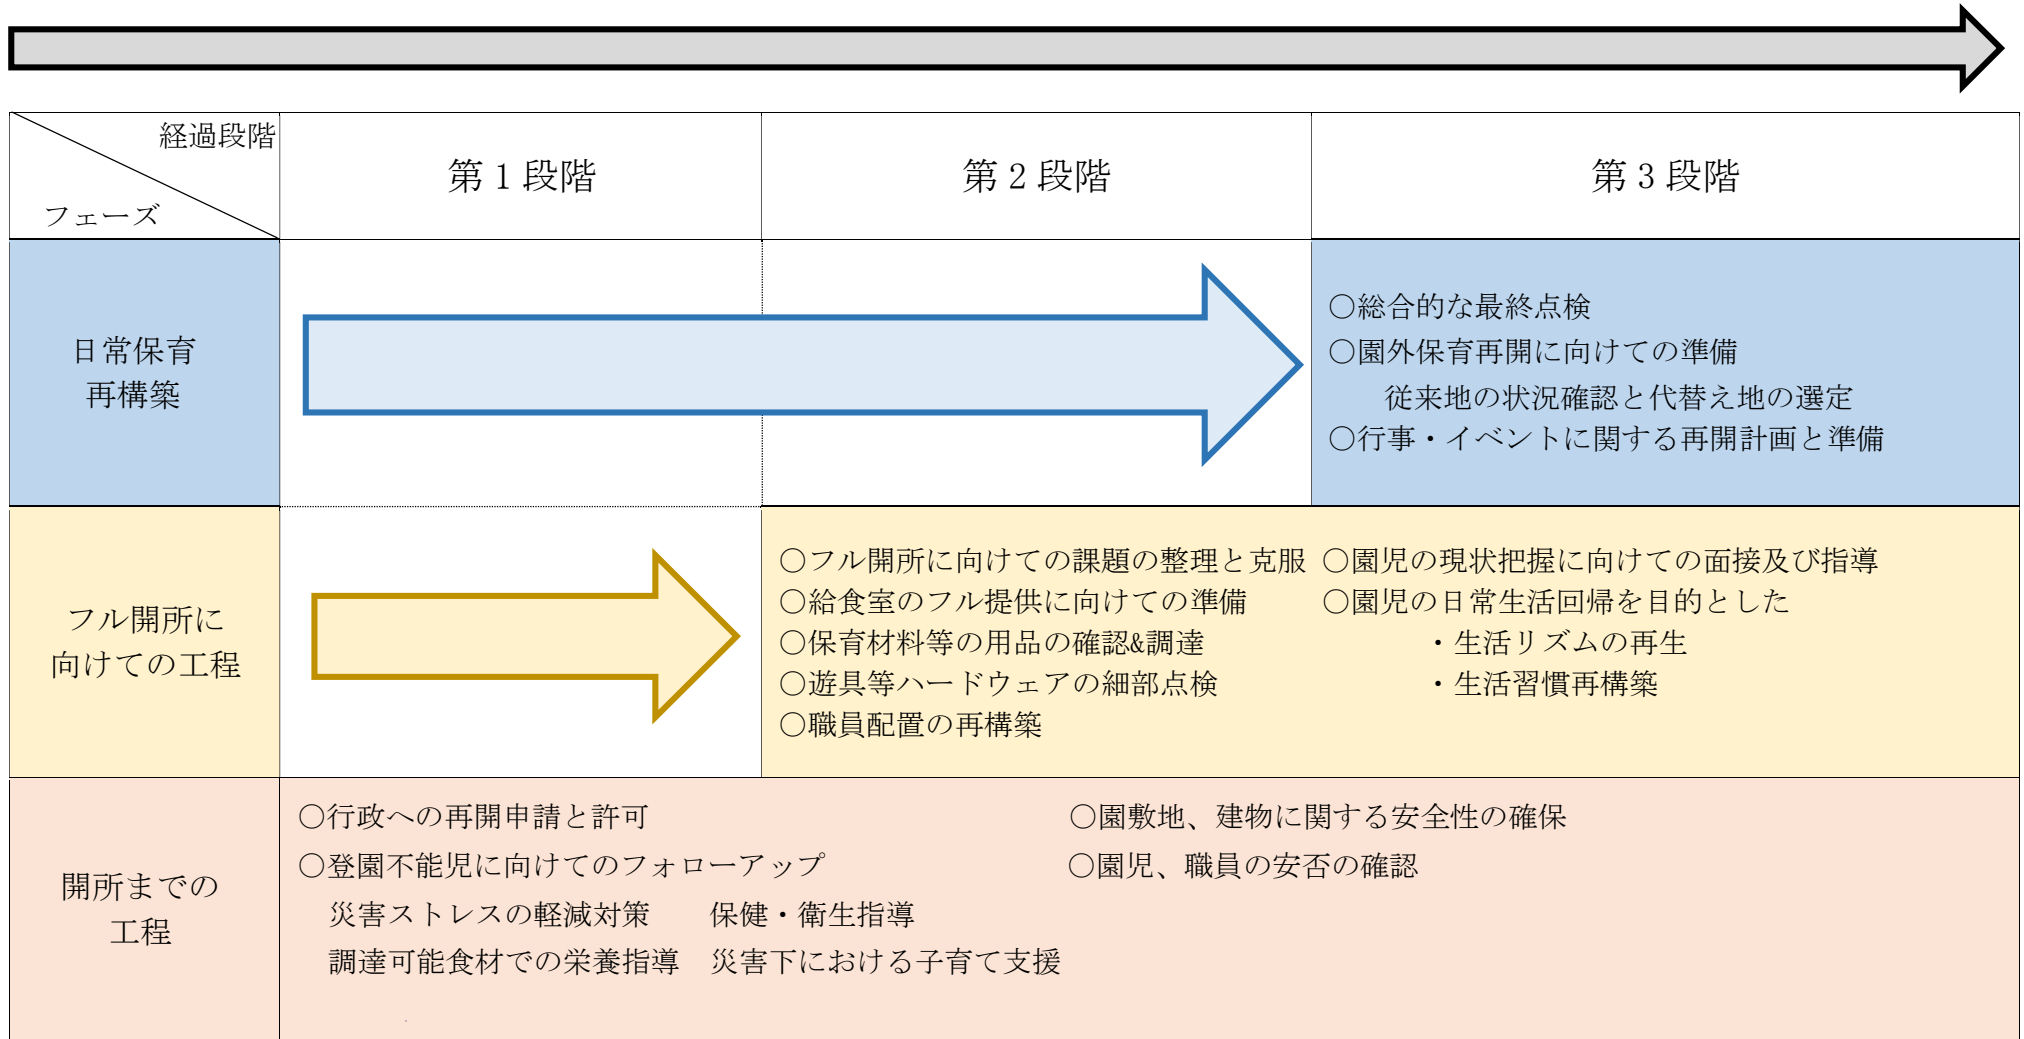 経過段階
フェーズ
第1段階
第2段階
第3段階
日常保育
再構築
○総合的な最終点検
○園外保育再開に向けての準備
従来地の状況確認と代替え地の選定
○行事・イベントに関する再開計画と準備
フル開所に
向けての工程
○フル開所に向けての課題の整理と克服
○給食室のフル提供に向けての準備
○保育材料等の用品の確認&調達
○遊具等ハードウェアの細部点検
○職員配置の再構築
○園児の現状把握に向けての面接及び指導
○園児の日常生活回帰を目的とした
・生活リズムの再生
・生活習慣再構築
開所までの
工程
○行政への再開申請と許可
○登園不能児に向けてのフォローアップ
災害ストレスの軽減対策 保健・衛生指導
調達可能食材での栄養指導 災害下における子育て支援
○園敷地、建物に関する安全性の確保
○園児、職員の安否の確認